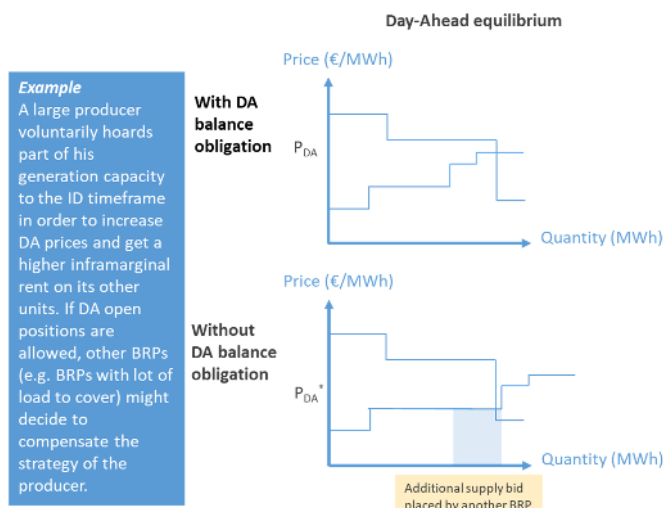 Day-Ahead equilibrium
Example
A large producer
voluntarily hoards
part of his
generation capacity
to the ID timeframe
in order to increase
DA prices and get a
higher inframarginal
rent on its other
units. If DA open
positions are
allowed, other BRPs
(e.g. BRPs with lot of
load to cover) might
decide to
compensate the
strategy of the
producer.
With DA
balance
obligation
Price (€/MWh)
P_DA
Quantity (MWh)
Without
DA balance
obligation
Price (€/MWh)
P_DA*
Quantity (MWh)
Additional supply bid
placed by another BRP